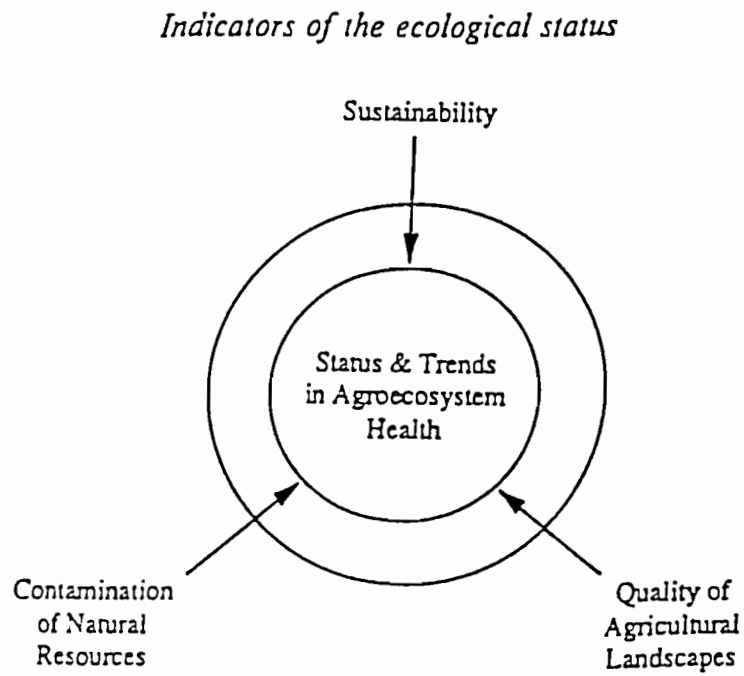 Indicators of the ecological status
Sustainability
Status & Trends
in Agroecosystem
Health
Contamination
of Natural
Resources
Quality of
Agricultural
Landscapes